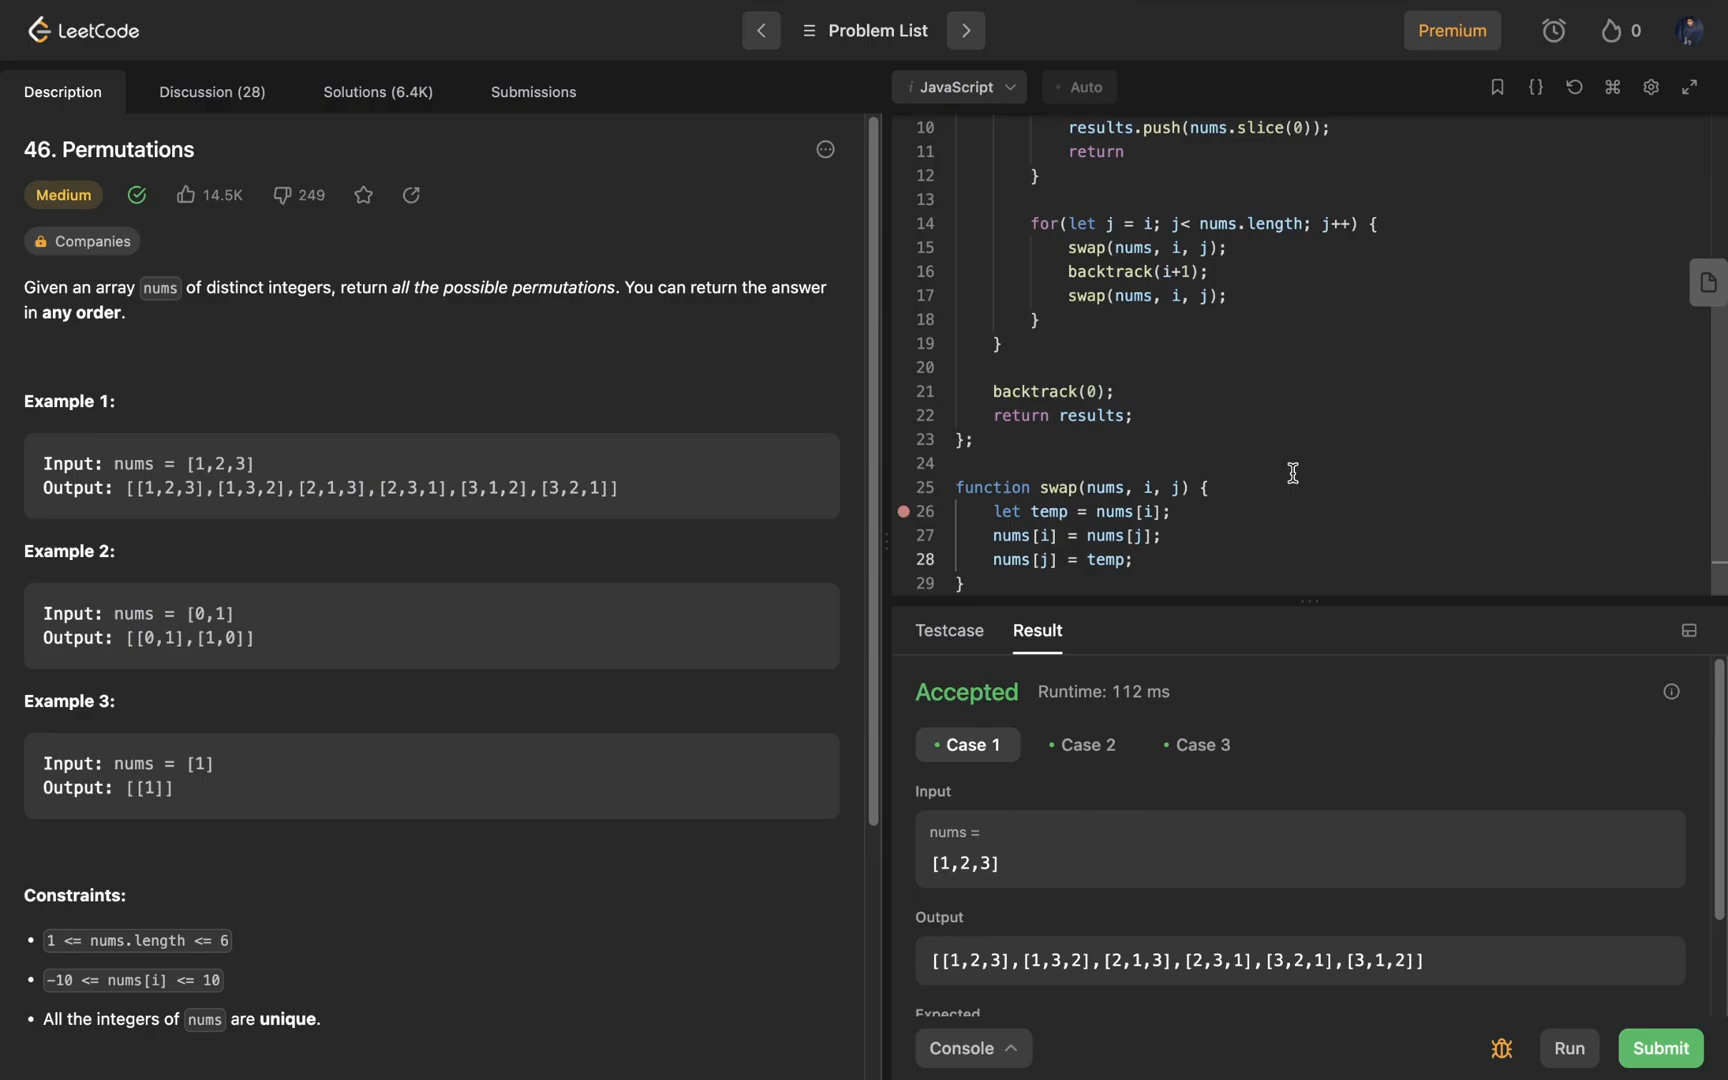 LeetCode
Problem List
Premium
0
Description
Discussion (28)
Solutions (6.4K)
Submissions
46. Permutations
Medium
14.5K
249
Companies
Given an array nums of distinct integers, return all the possible permutations. You can return the answer
in any order.
Example 1:
Input: nums = [1,2,3]
Output: [[1,2,3],[1,3,2],[2,1,3],[2,3,1],[3,1,2],[3,2,1]]
Example 2:
Input: nums = [0,1]
Output: [[0,1],[1,0]]
Example 3:
Input: nums = [1]
Output: [[1]]
Constraints:
• 1 <= nums.length <= 6
• -10 <= nums[i] <= 10
• All the integers of nums are unique.
i JavaScript
• Auto
10 results.push(nums.slice(0));
11 return
12 }
13
14 for(let j = i; j< nums.length; j++) {
15 swap(nums, i, j);
16 backtrack(i+1);
17 swap(nums, i, j);
18 }
19 }
20
21 backtrack(0);
22 return results;
23 };
24
25 function swap(nums, i, j) {
26 let temp = nums[i];
27 nums[i] = nums[j];
28 nums[j] = temp;
29 }
Testcase
Result
Accepted
Runtime: 112 ms
• Case 1
• Case 2
• Case 3
Input
nums =
[1,2,3]
Output
[[1,2,3],[1,3,2],[2,1,3],[2,3,1],[3,2,1],[3,1,2]]
Expected
Console
Run
Submit